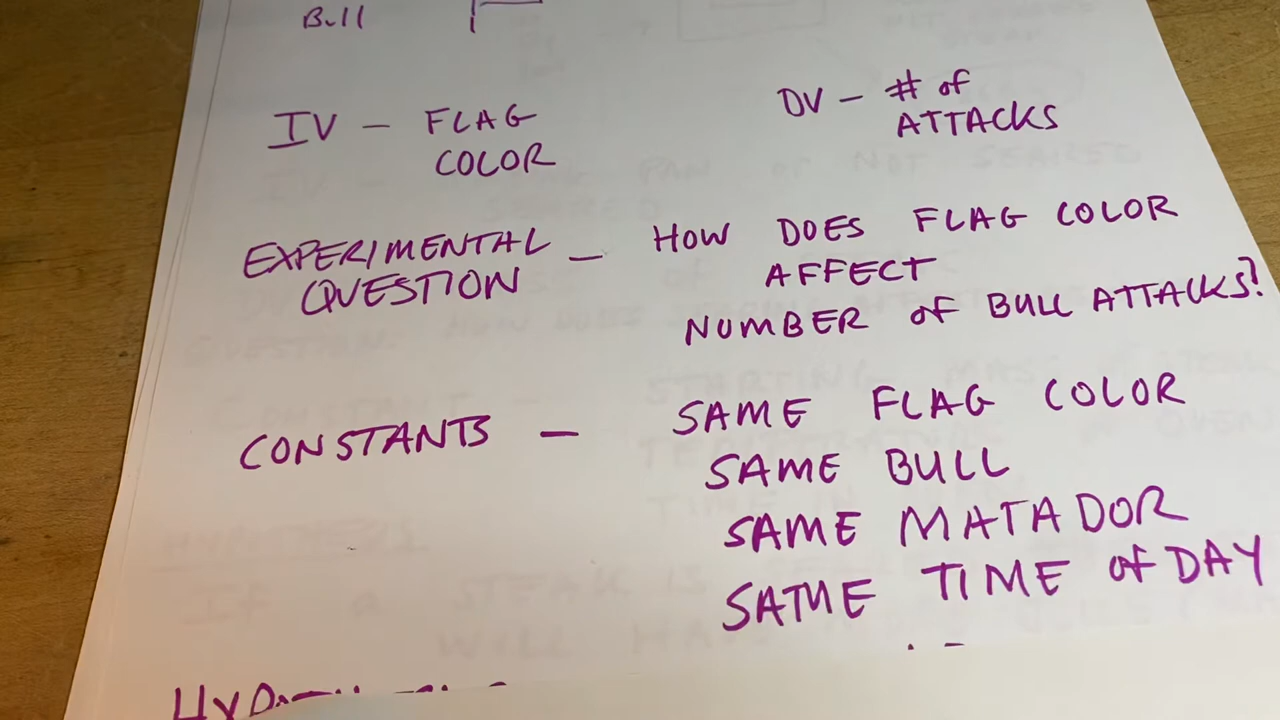 Bull
IV - FLAG
COLOR
DV - # of
ATTACKS
EXPERIMENTAL
QUESTION - HOW DOES FLAG COLOR
AFFECT
NUMBER of BULL ATTACKS?
CONSTANTS - SAME FLAG COLOR
SAME BULL
SAME MATADOR
SAME TIME of DAY